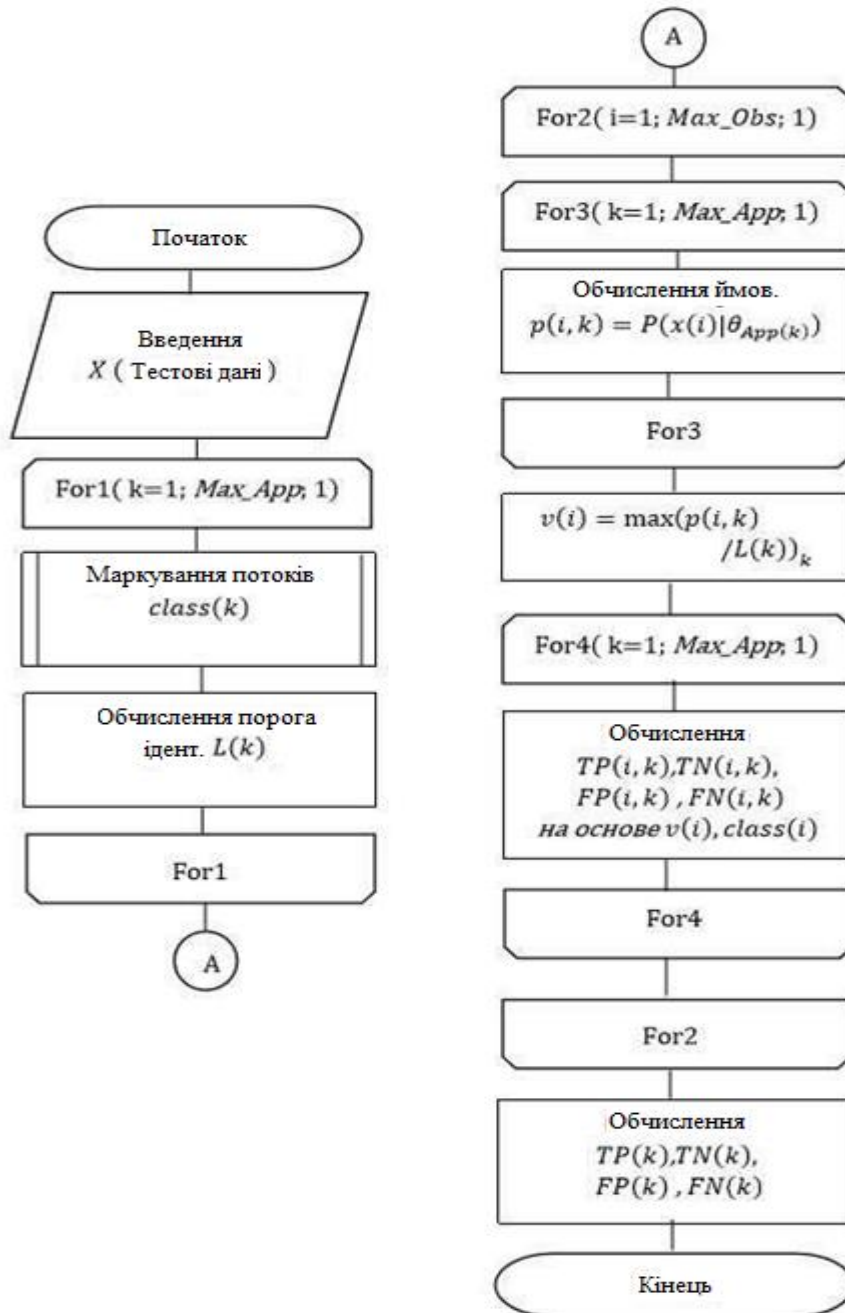 Початок
Введення
X ( Тестові дані )
For1( k=1; Max_App; 1)
Маркування потоків
class(k)
Обчислення порога
ідент. L(k)
For1
A
A
For2( i=1; Max_Obs; 1)
For3( k=1; Max_App; 1)
Обчислення ймов.
p(i, k) = P(x(i)|θ_App(k))
For3
v(i) = max(p(i, k)
/L(k))_k
For4( k=1; Max_App; 1)
Обчислення
TP(i, k),TN(i, k),
FP(i, k) , FN(i, k)
на основе v(i), class(i)
For4
For2
Обчислення
TP(k),TN(k),
FP(k) , FN(k)
Кінець